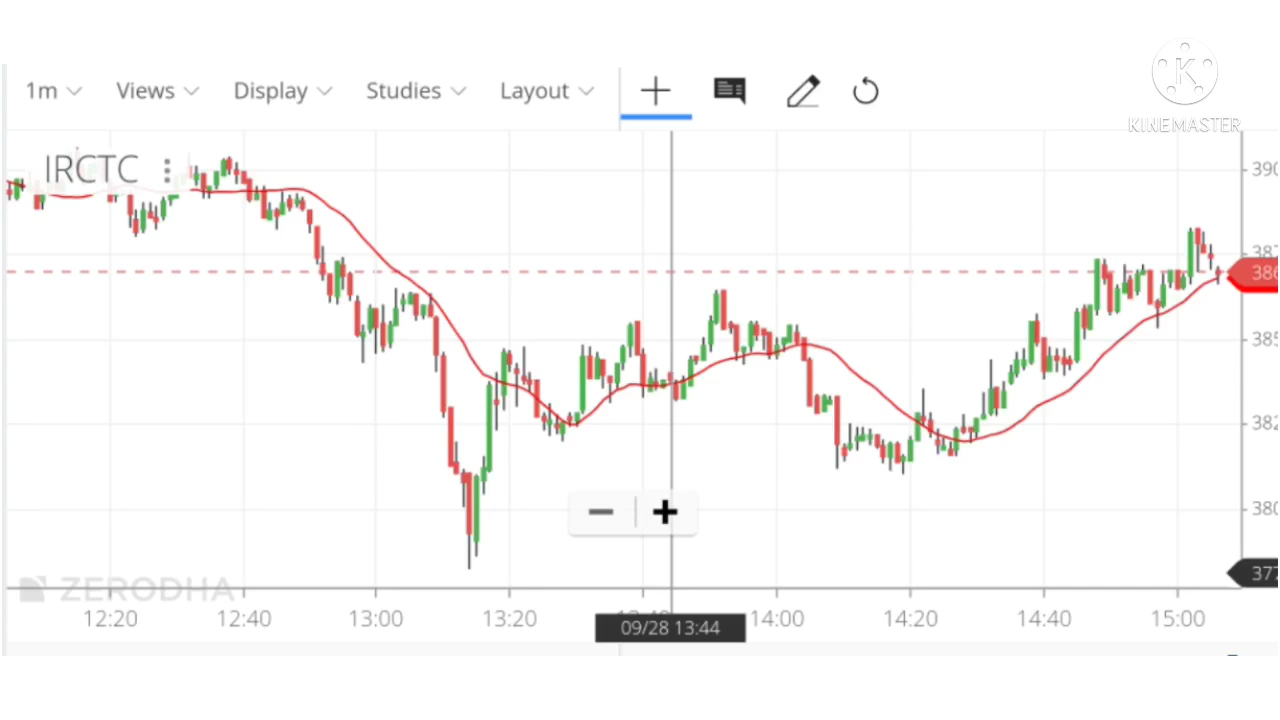 1m Views Display Studies Layout
KINEMASTER
IRCTC
390
385
382
380
377
ZERODHA
12:20 12:40 13:00 13:20 14:00 14:20 14:40 15:00
09/28 13:44